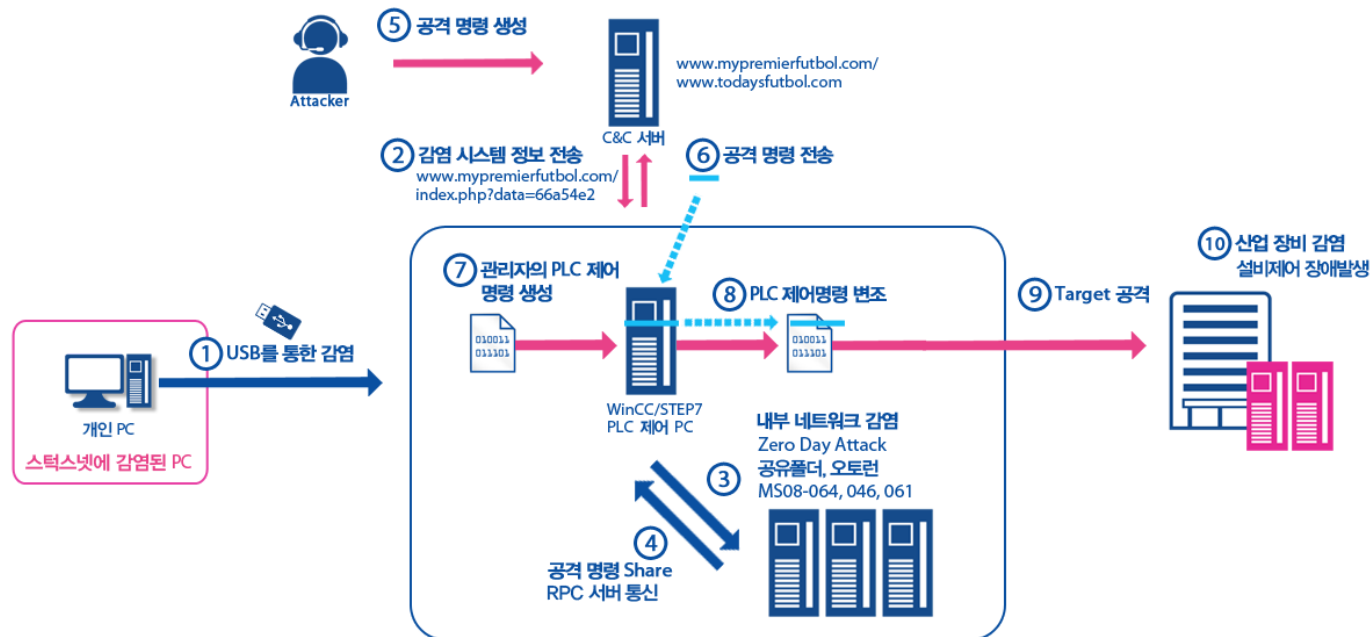 ⑤ 공격 명령 생성
Attacker
www.mypremierfutbol.com/
www.todaysfutbol.com
C&C 서버
② 감염 시스템 정보 전송
www.mypremierfutbol.com/
index.php?data=66a54e2
⑥ 공격 명령 전송
⑦ 관리자의 PLC 제어
명령 생성
⑧ PLC 제어명령 변조
⑨ Target 공격
⑩ 산업 장비 감염
설비제어 장애발생
① USB를 통한 감염
010011
011101
010011
011101
개인 PC
스턱스넷에 감염된 PC
WinCC/STEP7
PLC 제어 PC
③ 내부 네트워크 감염
Zero Day Attack
공유폴더, 오토런
MS08-064, 046, 061
④ 공격 명령 Share
RPC 서버 통신